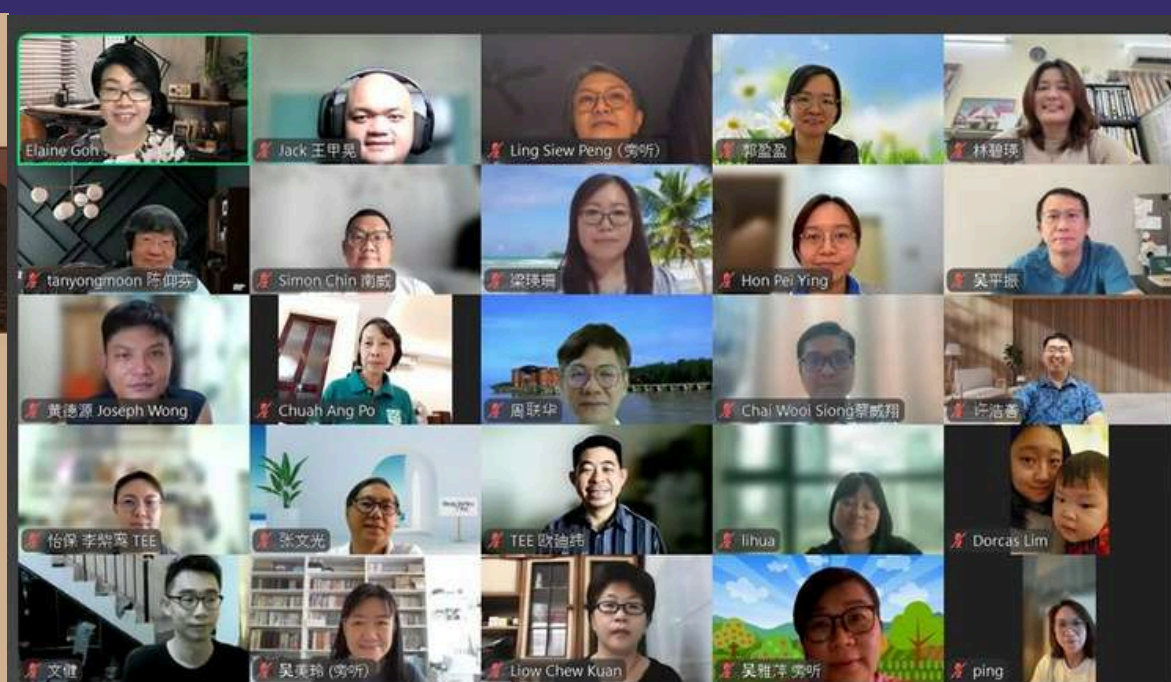 Elaine Goh
Jack 王甲晃
Ling Siew Peng (旁听)
郭盈盈
林碧瑛
tanyongmoon 陈仰芬
Simon Chin 南威
梁瑛珊
Hon Pei Ying
吴平振
黄德源 Joseph Wong
Chuah Ang Po
周联华
Chai Wooi Siong蔡威翔
许浩善
怡保 李紫 TEE
张文光
TEE 欧迪纬
lihua
Dorcas Lim
文健
吴美玲 (旁听)
Liow Chew Kuan
吴雅萍 旁听
ping